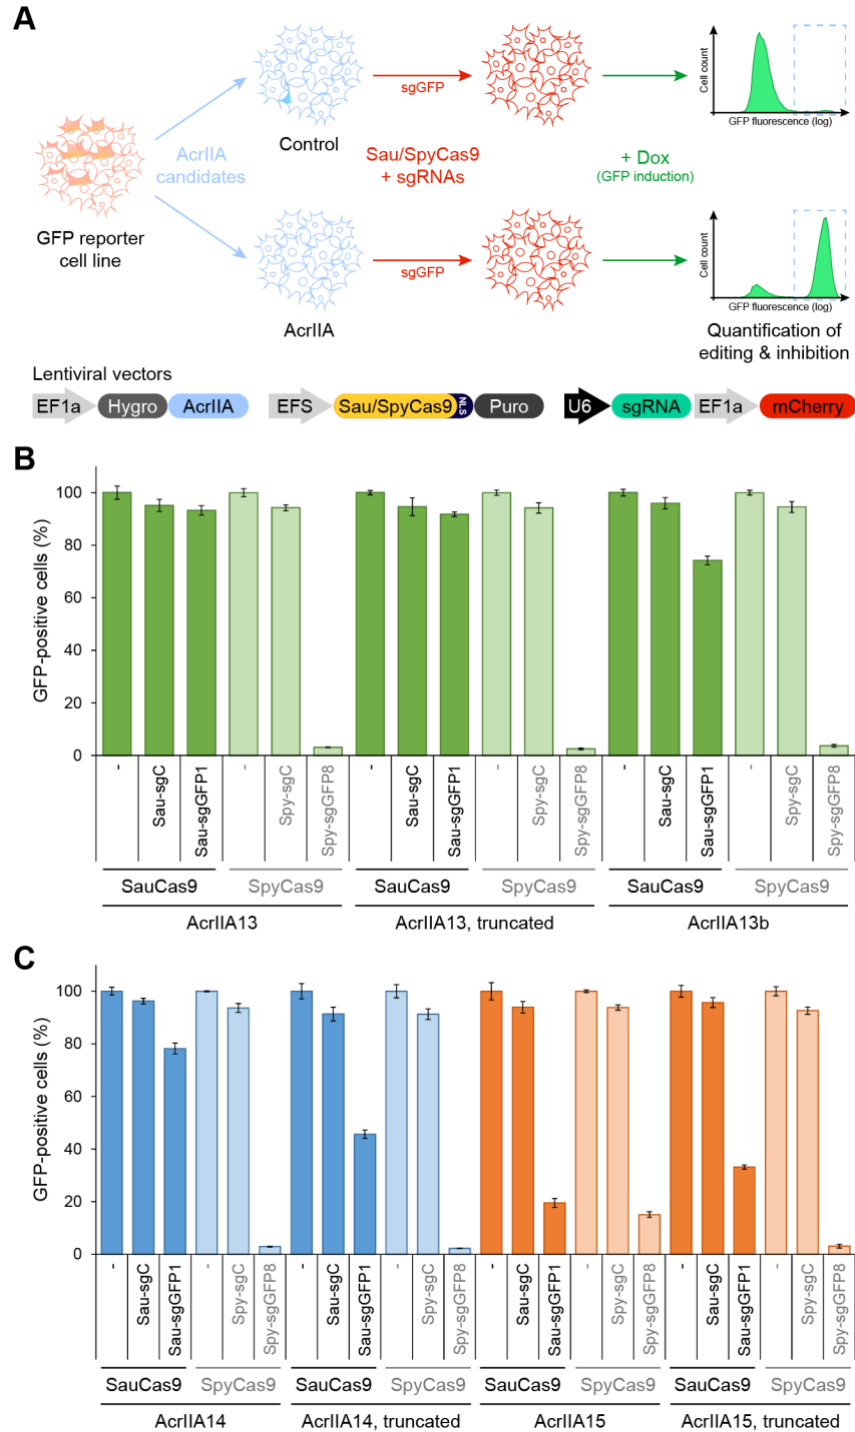 A
Control
AcrIIA
candidates
GFP reporter
cell line
sgGFP
Sau/SpyCas9
+ sgRNAs
sgGFP
+ Dox
(GFP induction)
Cell count
GFP fluorescence (log)
AcrIIA
Cell count
GFP fluorescence (log)
Quantification of
editing & inhibition
Lentiviral vectors
EF1a Hygro AcrIIA EFS Sau/SpyCas9 NLS Puro U6 sgRNA EF1a mCherry
B
GFP-positive cells (%)
100
80
60
40
20
0
- Sau-sgC Sau-sgGFP1 - Spy-sgC Spy-sgGFP8 - Sau-sgC Sau-sgGFP1 - Spy-sgC Spy-sgGFP8 - Sau-sgC Sau-sgGFP1 - Spy-sgC Spy-sgGFP8
SauCas9 SpyCas9 SauCas9 SpyCas9 SauCas9 SpyCas9
AcrIIA13 AcrIIA13, truncated AcrIIA13b
C
GFP-positive cells (%)
100
80
60
40
20
0
- Sau-sgC Sau-sgGFP1 - Spy-sgC Spy-sgGFP8 - Sau-sgC Sau-sgGFP1 - Spy-sgC Spy-sgGFP8 - Sau-sgC Sau-sgGFP1 - Spy-sgC Spy-sgGFP8 - Sau-sgC Sau-sgGFP1 - Spy-sgC Spy-sgGFP8
SauCas9 SpyCas9 SauCas9 SpyCas9 SauCas9 SpyCas9 SauCas9 SpyCas9
AcrIIA14 AcrIIA14, truncated AcrIIA15 AcrIIA15, truncated